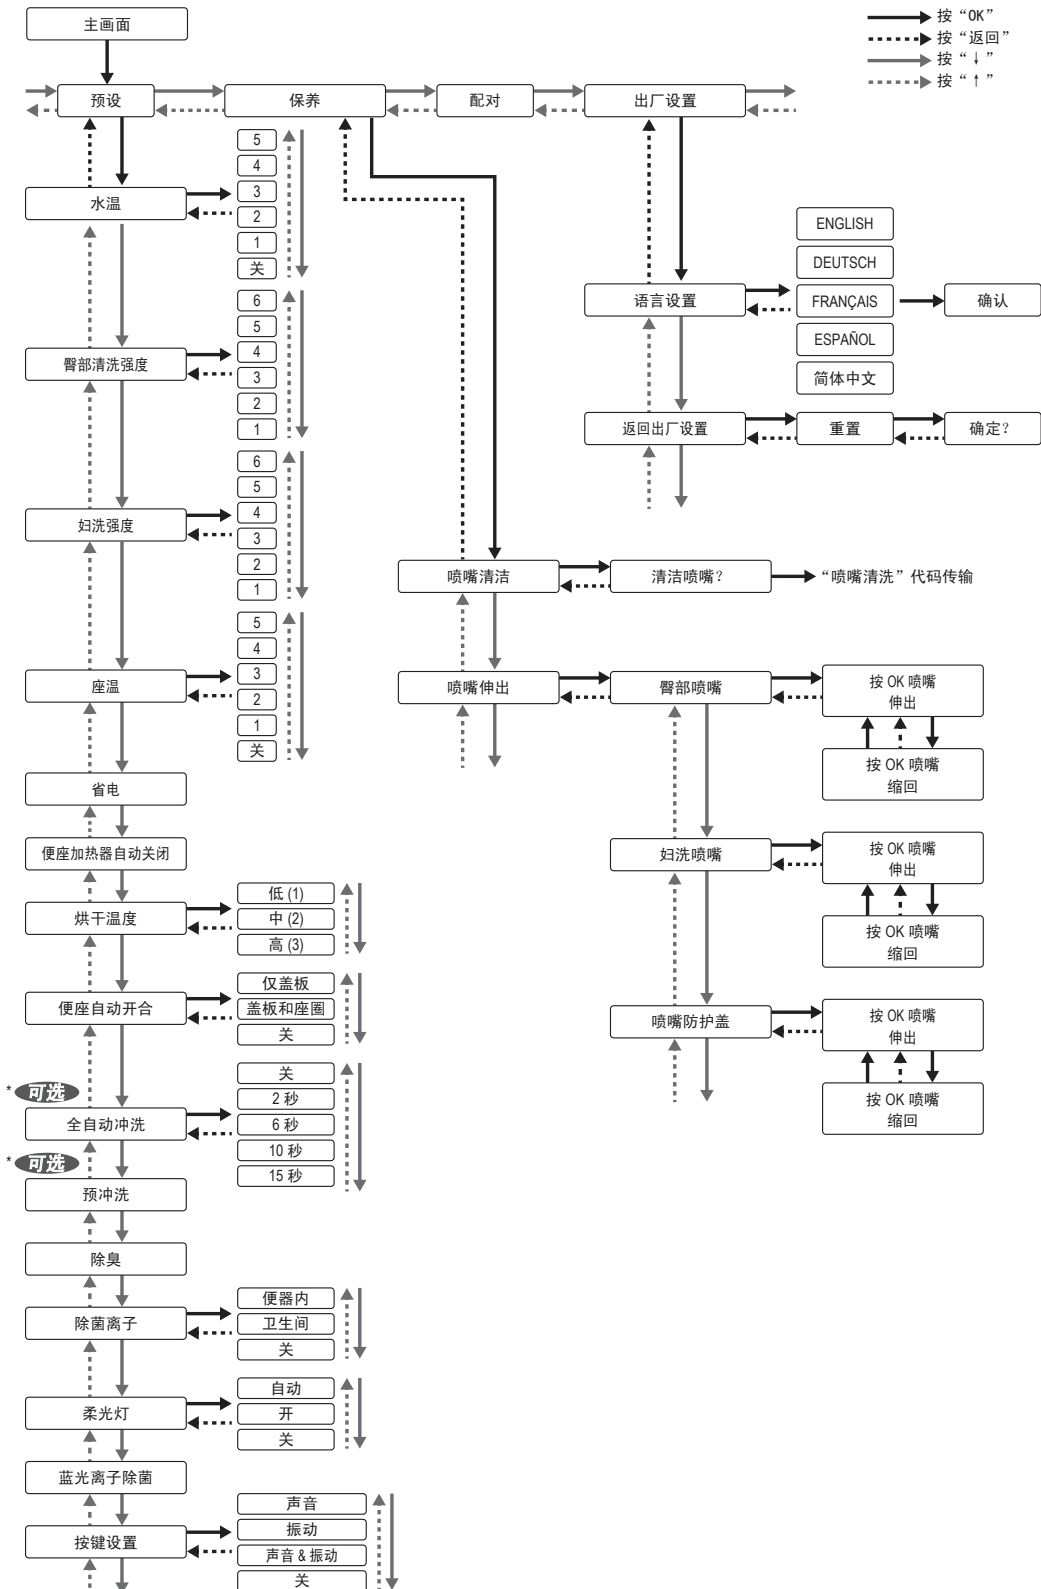 主画面
按“OK”
按“返回”
按“↓”
按“↑”
预设
保养
配对
出厂设置
水温
5
4
3
2
1
关
臀部清洗强度
6
5
4
3
2
1
妇洗强度
6
5
4
3
2
1
座温
5
4
3
2
1
关
省电
便座加热器自动关闭
烘干温度
低 (1)
中 (2)
高 (3)
便座自动开合
仅盖板
盖板和座圈
关
* 可选
全自动冲洗
关
2 秒
6 秒
10 秒
15 秒
* 可选
预冲洗
除臭
除菌离子
便器内
卫生间
关
柔光灯
自动
开
关
蓝光离子除菌
按键设置
声音
振动
声音 & 振动
关
喷嘴清洁
清洁喷嘴？
“喷嘴清洗”代码传输
喷嘴伸出
臀部喷嘴
按 OK 喷嘴
伸出
按 OK 喷嘴
缩回
妇洗喷嘴
按 OK 喷嘴
伸出
按 OK 喷嘴
缩回
喷嘴防护盖
按 OK 喷嘴
伸出
按 OK 喷嘴
缩回
语言设置
ENGLISH
DEUTSCH
FRANÇAIS
ESPAÑOL
简体中文
确认
返回出厂设置
重置
确定？